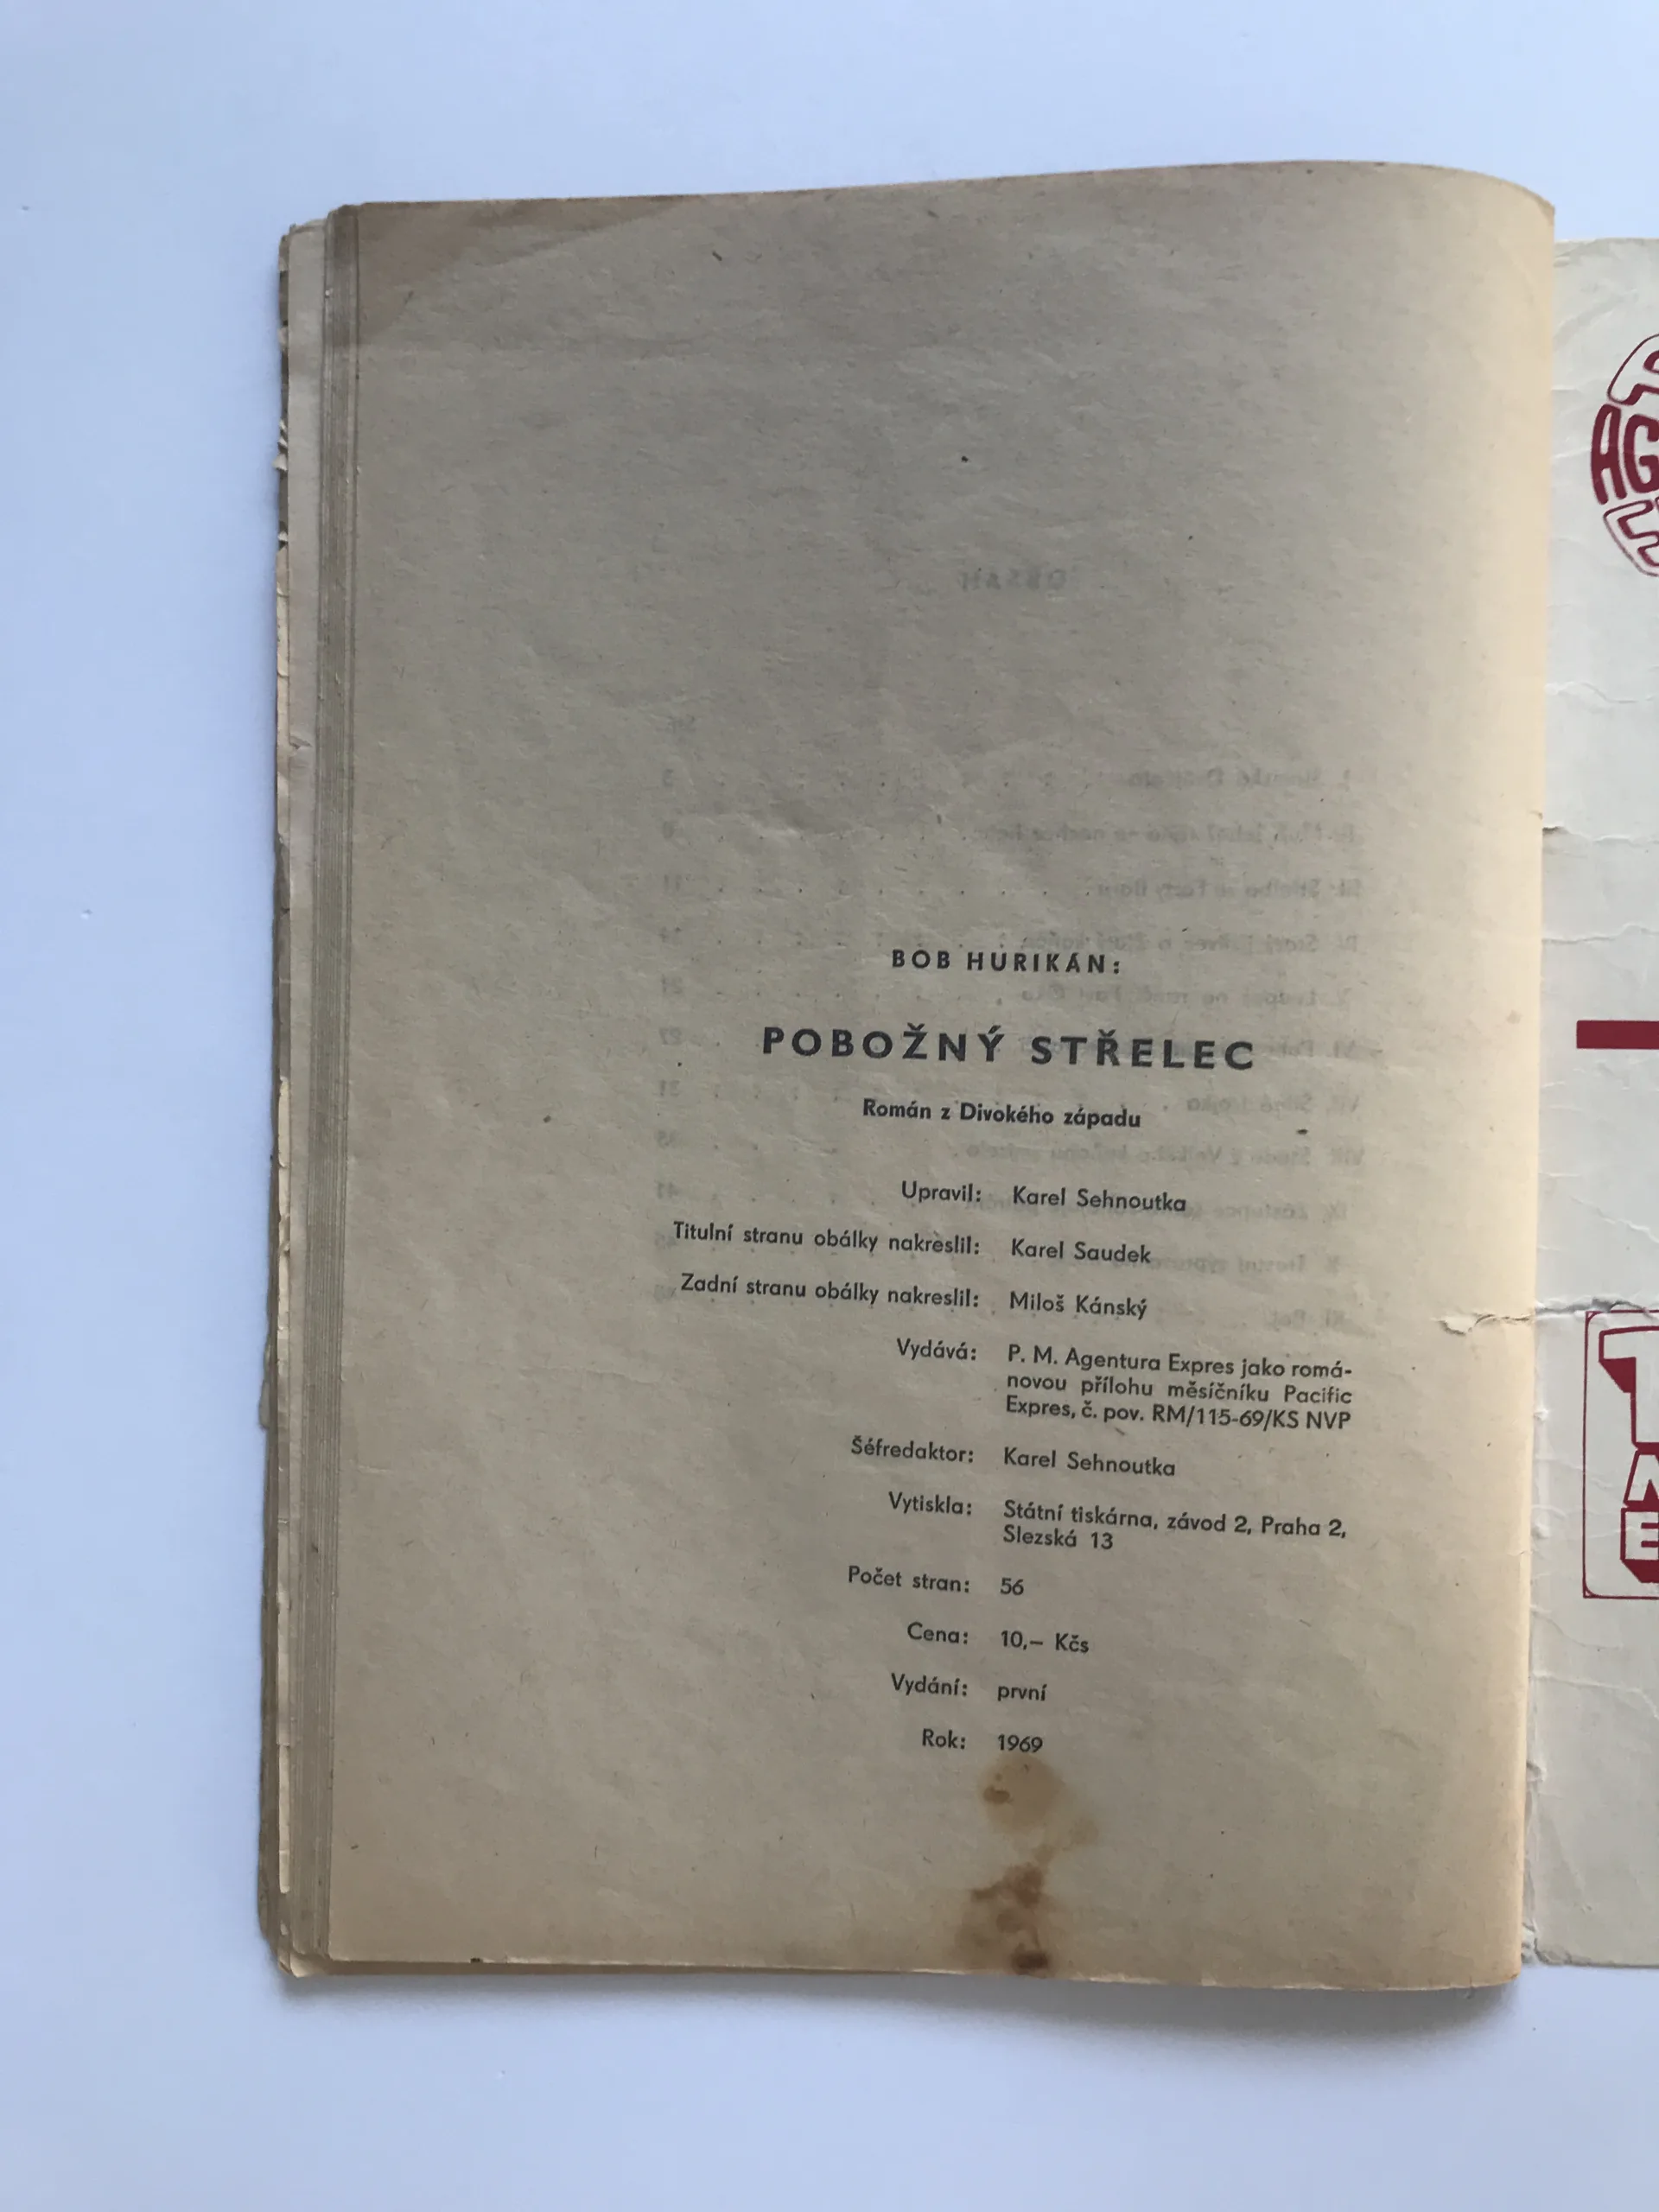 BOB HURIKÁN:
POBOŽNÝ STŘELEC
Román z Divokého západu
Upravil: Karel Sehnoutka
Titulní stranu obálky nakreslil: Karel Saudek
Zadní stranu obálky nakreslil: Miloš Kánský
Vydává: P. M. Agentura Expres jako romá-
novou přílohu měsíčníku Pacific
Expres, č. pov. RM/115-69/KS NVP
Šéfredaktor: Karel Sehnoutka
Vytiskla: Státní tiskárna, závod 2, Praha 2,
Slezská 13
Počet stran: 56
Cena: 10,– Kčs
Vydání: první
Rok: 1969